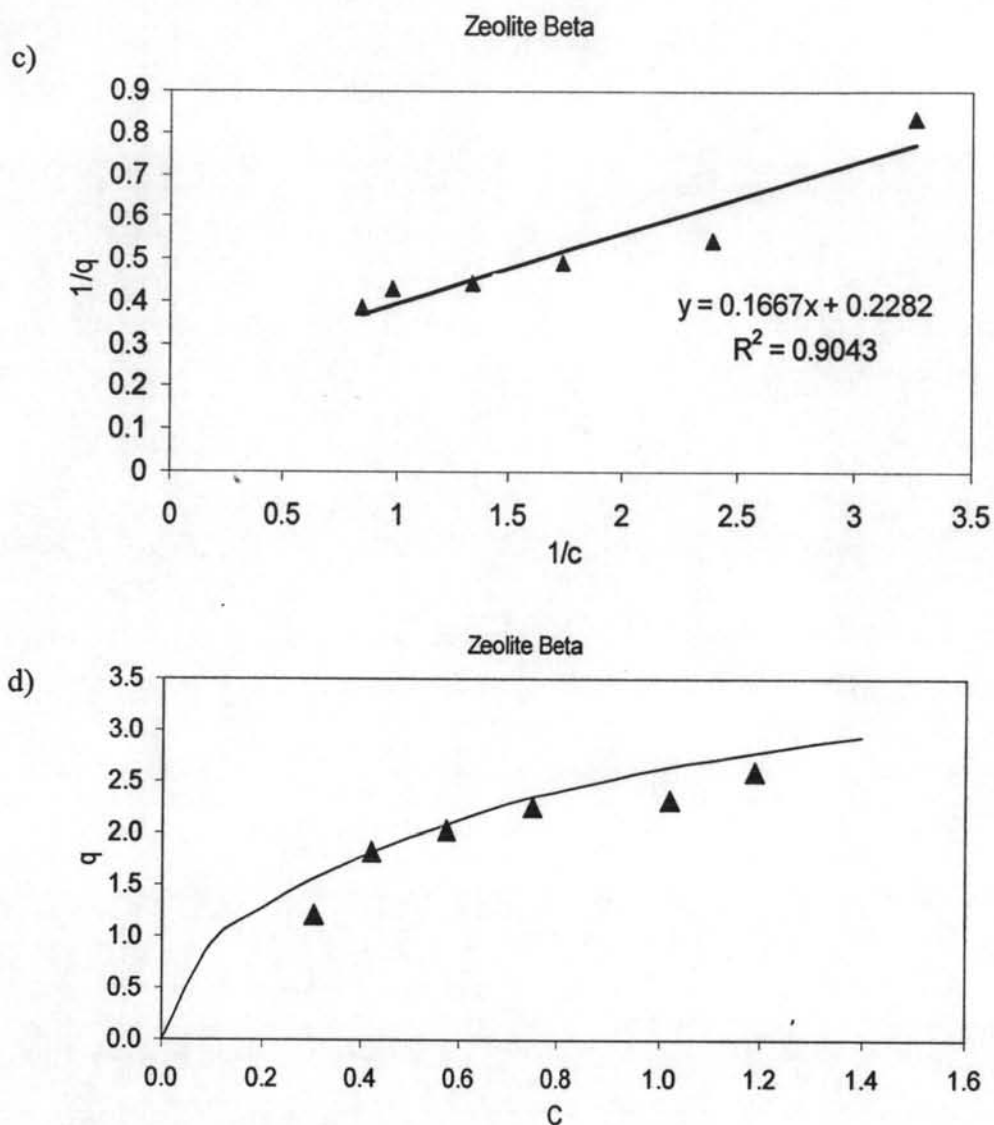 Zeolite Beta
c)
0.9
0.8
0.7
0.6
0.5
0.4
0.3
0.2
0.1
0
1/q
y = 0.1667x + 0.2282
R² = 0.9043
0 0.5 1 1.5 2 2.5 3 3.5
1/c
Zeolite Beta
d)
3.5
3.0
2.5
2.0
1.5
1.0
0.5
0.0
q
0.0 0.2 0.4 0.6 0.8 1.0 1.2 1.4 1.6
C